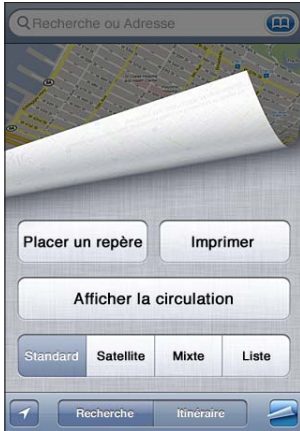 Recherche ou Adresse
Placer un repère
Imprimer
Afficher la circulation
Standard
Satellite
Mixte
Liste
Recherche
Itinéraire